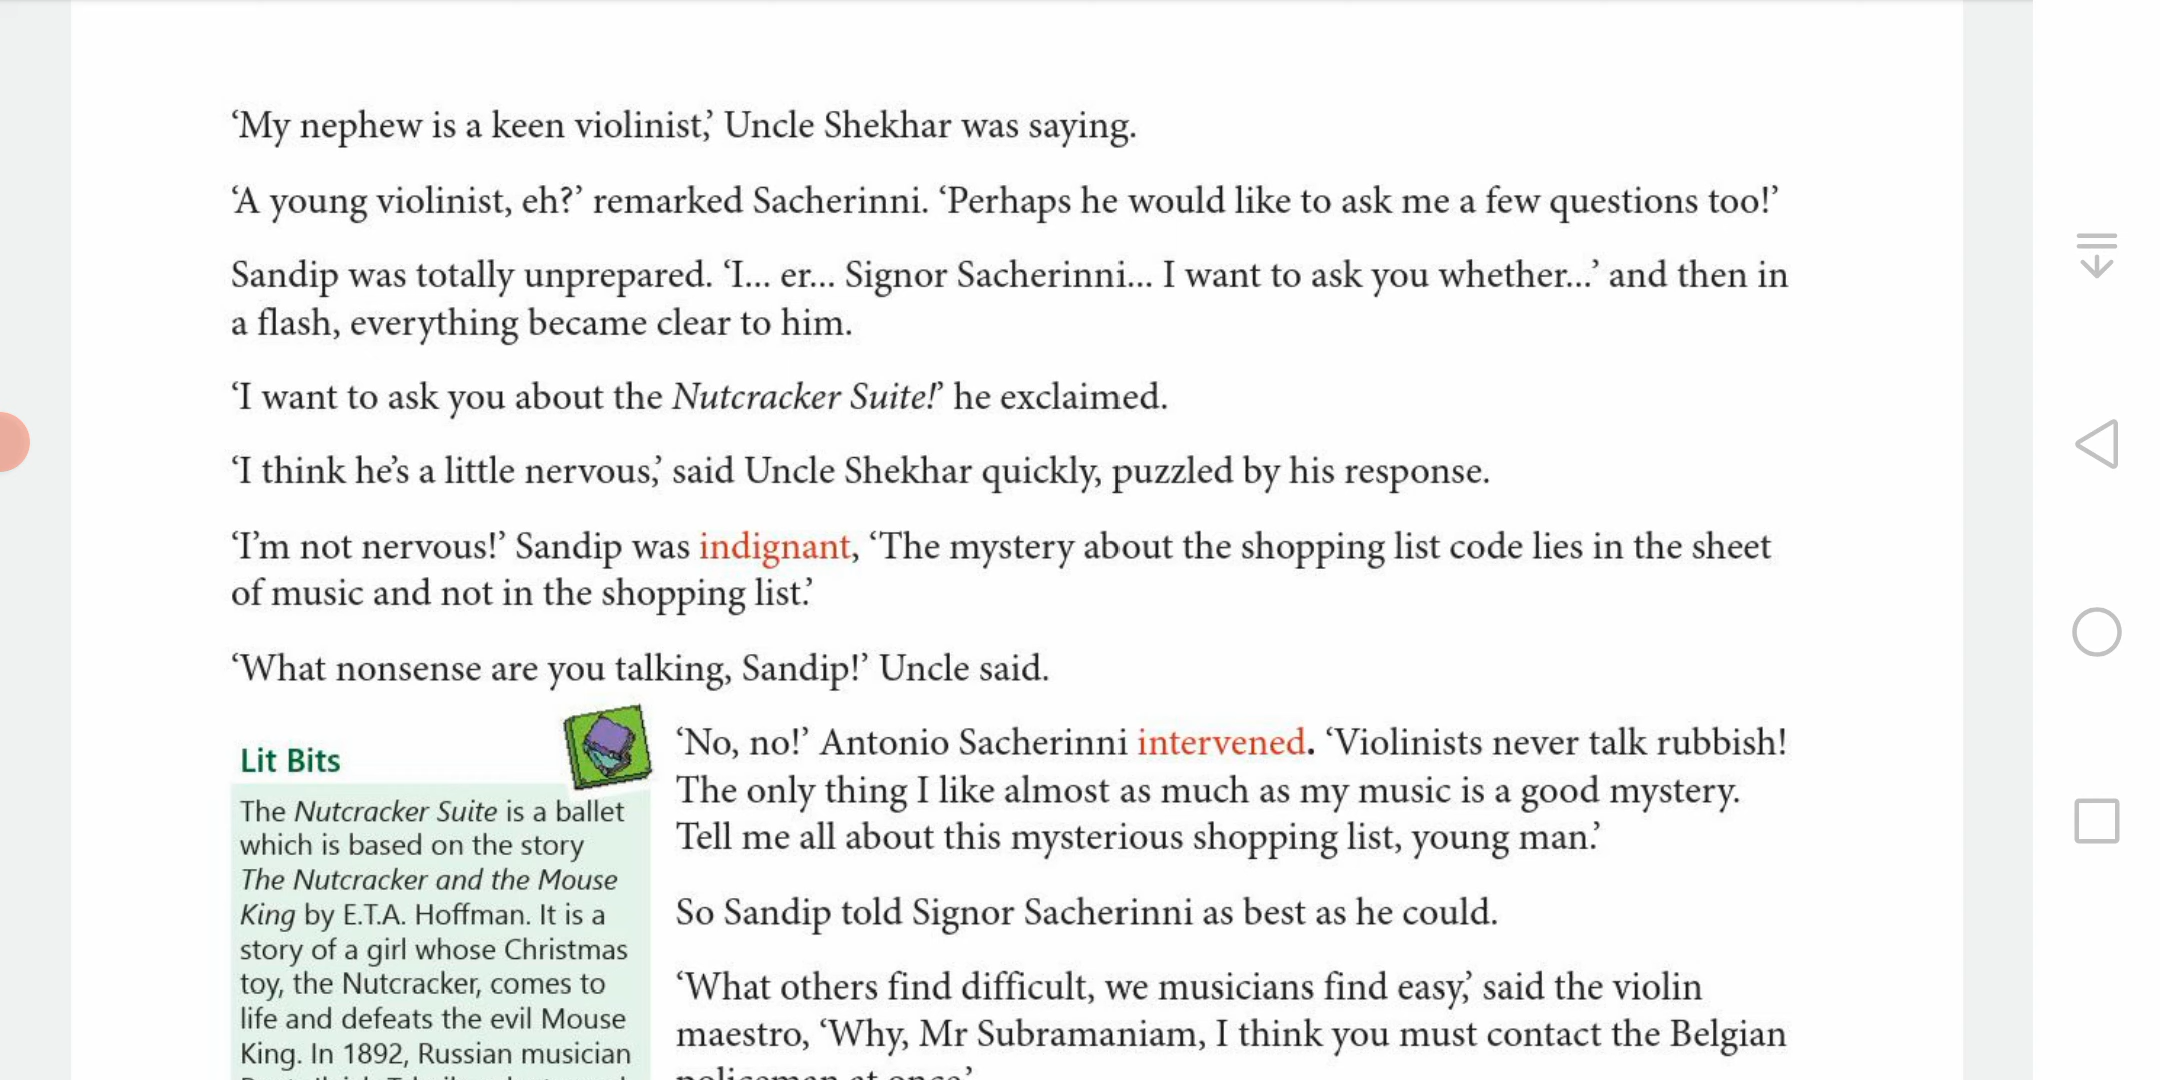 ‘My nephew is a keen violinist,’ Uncle Shekhar was saying.
‘A young violinist, eh?’ remarked Sacherinni. ‘Perhaps he would like to ask me a few questions too!’
Sandip was totally unprepared. ‘I... er... Signor Sacherinni... I want to ask you whether...’ and then in
a flash, everything became clear to him.
‘I want to ask you about the Nutcracker Suite!’ he exclaimed.
‘I think he’s a little nervous,’ said Uncle Shekhar quickly, puzzled by his response.
‘I’m not nervous!’ Sandip was indignant, ‘The mystery about the shopping list code lies in the sheet
of music and not in the shopping list.’
‘What nonsense are you talking, Sandip!’ Uncle said.
‘No, no!’ Antonio Sacherinni intervened. ‘Violinists never talk rubbish!
The only thing I like almost as much as my music is a good mystery.
Tell me all about this mysterious shopping list, young man.’
So Sandip told Signor Sacherinni as best as he could.
‘What others find difficult, we musicians find easy,’ said the violin
maestro, ‘Why, Mr Subramaniam, I think you must contact the Belgian
policeman at once.’
Lit Bits
The Nutcracker Suite is a ballet
which is based on the story
The Nutcracker and the Mouse
King by E.T.A. Hoffman. It is a
story of a girl whose Christmas
toy, the Nutcracker, comes to
life and defeats the evil Mouse
King. In 1892, Russian musician